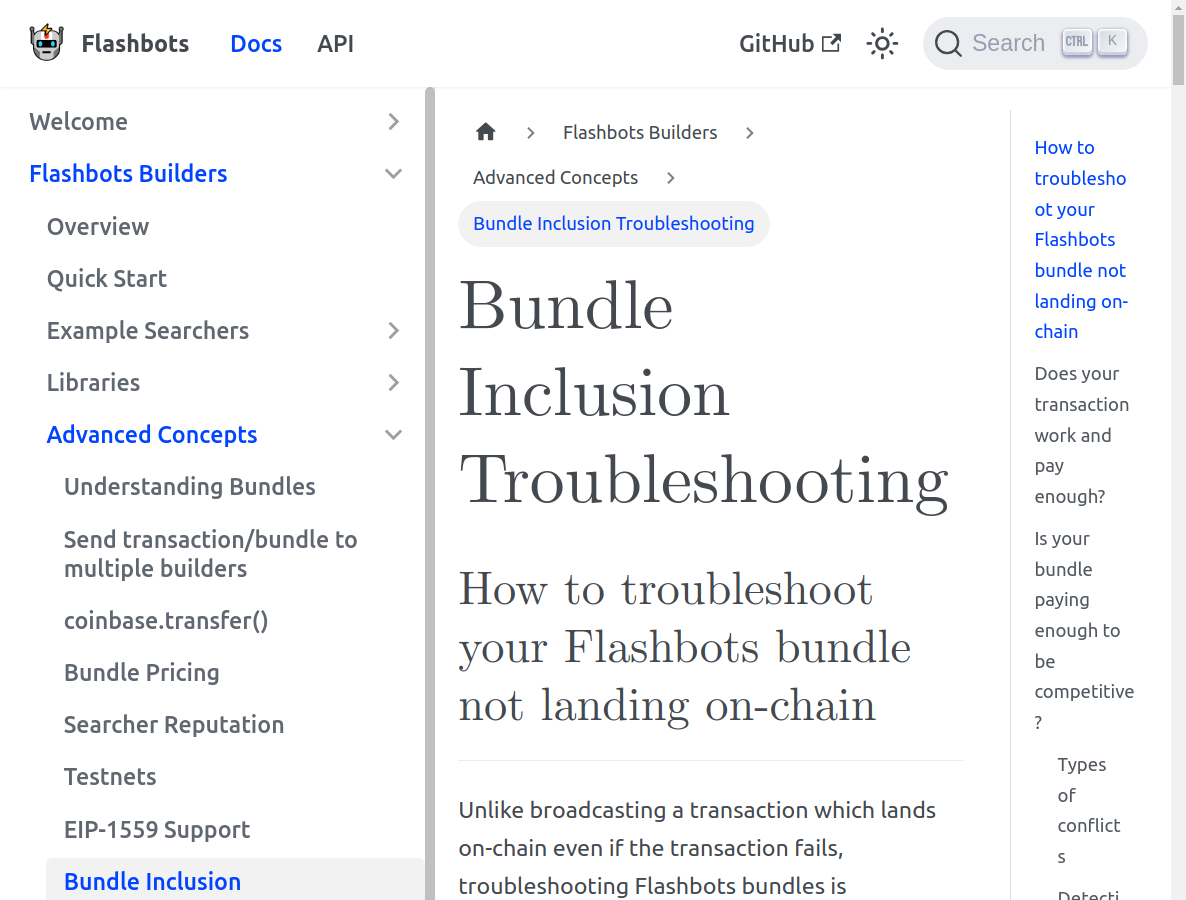 Flashbots
Docs
API
GitHub
Search
CTRL
K
Welcome
Flashbots Builders
Overview
Quick Start
Example Searchers
Libraries
Advanced Concepts
Understanding Bundles
Send transaction/bundle to
multiple builders
coinbase.transfer()
Bundle Pricing
Searcher Reputation
Testnets
EIP-1559 Support
Bundle Inclusion
Flashbots Builders
Advanced Concepts
Bundle Inclusion Troubleshooting
Bundle
Inclusion
Troubleshooting
How to troubleshoot
your Flashbots bundle
not landing on-chain
Unlike broadcasting a transaction which lands
on-chain even if the transaction fails,
troubleshooting Flashbots bundles is
How to
troublesho
ot your
Flashbots
bundle not
landing on-
chain
Does your
transaction
work and
pay
enough?
Is your
bundle
paying
enough to
be
competitive
?
Types
of
conflict
s
Detecti